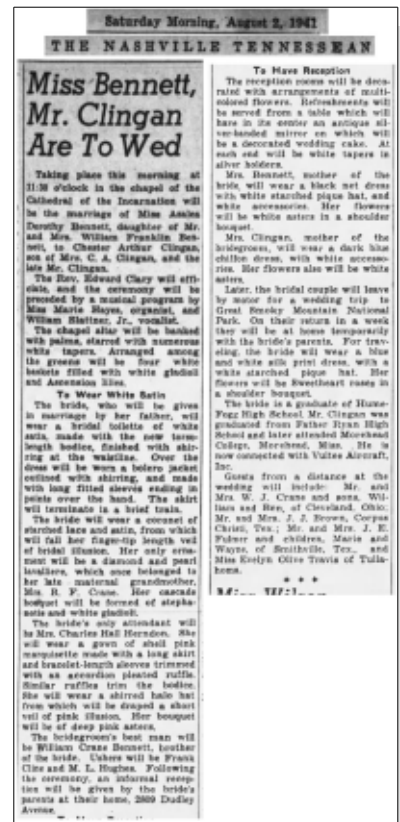 Saturday Morning, August 2, 1941
THE NASHVILLE TENNESSEAN
Miss Bennett,
Mr. Clingan
Are To Wed
Taking place this morning at
11:30 o'clock in the chapel of the
Cathedral of the Incarnation will
be the marriage of Miss
Dorothy Bennett, daughter of Mr.
and Mrs. William Franklin Ben-
nett, to Chester Arthur Clingan,
son of Mrs. C. A. Clingan, and the
late Mr. Clingan.
The Rev. Edward Clary will offi-
ciate, and the ceremony will be
preceded by a musical program by
Miss Marie Hayes, organist, and
William Jr., vocalist.
The chapel altar will be banked
with palms, starred with numerous
white tapers. Arranged among
the greens will be four white
baskets filled with white gladioli
and Ascension lilies.
To Wear White Satin
The bride, who will be given
in marriage by her father, will
wear a bridal toilette of white
satin, made with the new torso-
length bodice, finished with shir-
ring at the waistline. Over the
dress will be worn a bolero jacket
outlined with shirring, and made
with long fitted sleeves ending in
points over the hand. The skirt
will terminate in a brief train.
The bride will wear a coronet of
starched lace and satin, from which
will fall her finger-tip length veil
of bridal illusion. Her only orna-
ment will be a diamond and pearl
lavaliere, which once belonged to
her late maternal grandmother,
Mrs. R. F. Crane. Her cascade
bouquet will be formed of stepha-
notis and white gladioli.
The bride's only attendant will
be Mrs. Charles Hall Herndon. She
will wear a gown of shell pink
marquisette made with a long skirt
and bracelet-length sleeves trimmed
with an accordion pleated ruffle.
Similar ruffles trim the bodice.
She will wear a shirred halo hat
from which will be draped a short
veil of pink illusion. Her bouquet
will be of deep pink asters.
The bridegroom's best man will
be William Crane Bennett, brother
of the bride. Ushers will be Frank
Cline and M. L. Hughes. Following
the ceremony, an informal recep-
tion will be given by the bride's
parents at their home, 2809 Dudley
Avenue.
To Have Reception
The reception rooms will be deco-
rated with arrangements of multi-
colored flowers. Refreshments will
be served from a table which will
have in its center an antique sil-
ver-banded mirror on which will
be a decorated wedding cake. At
each end will be white tapers in
silver holders.
Mrs. Bennett, mother of the
bride, will wear a black net dress
with white starched pique hat, and
white accessories. Her flowers
will be white asters in a shoulder
bouquet.
Mrs. Clingan, mother of the
bridegroom, will wear a dark blue
chiffon dress, with white accesso-
ries. Her flowers also will be white
asters.
Later, the bridal couple will leave
by motor for a wedding trip to
Great Smoky Mountain National
Park. On their return in a week
they will be at home temporarily
with the bride's parents. For trav-
eling, the bride will wear a blue
and white silk print dress, with a
white starched pique hat. Her
flowers will be Sweetheart roses in
a shoulder bouquet.
The bride is a graduate of Hume-
Fogg High School. Mr. Clingan was
graduated from Father Ryan High
School and later attended Moorhead
College, Morehead, Miss. He is
now connected with Vultee Aircraft,
Inc.
Guests from a distance at the
wedding will include: Mr. and
Mrs. W. J. Crane and sons, Wil-
liam and Ben, of Cleveland, Ohio;
Mr. and Mrs. J. J. Brown, Corpus
Christi, Tex.; Mr. and Mrs. J. E.
Fulmer and children, Marie and
Wayne, of Smithville, Tex., and
Miss Evelyn Olive Travis of Tulla-
homa.
* * *